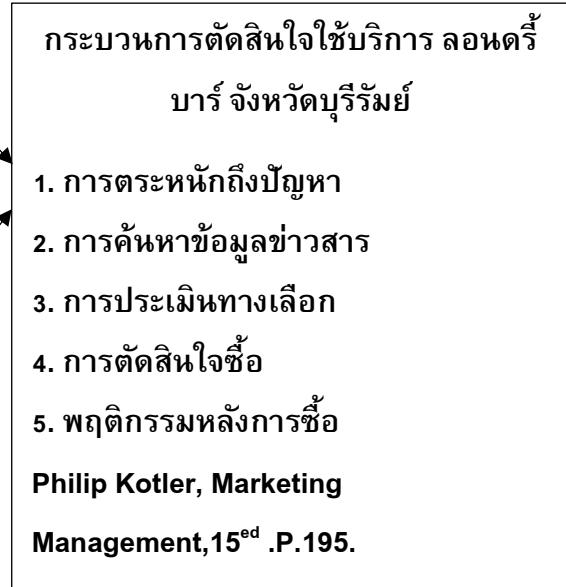 กระบวนการตัดสินใจใช้บริการ ลอนดรี้
บาร์ จังหวัดบุรีรัมย์
1. การตระหนักถึงปัญหา
2. การค้นหาข้อมูลข่าวสาร
3. การประเมินทางเลือก
4. การตัดสินใจซื้อ
5. พฤติกรรมหลังการซื้อ
Philip Kotler, Marketing
Management,15ed .P.195.